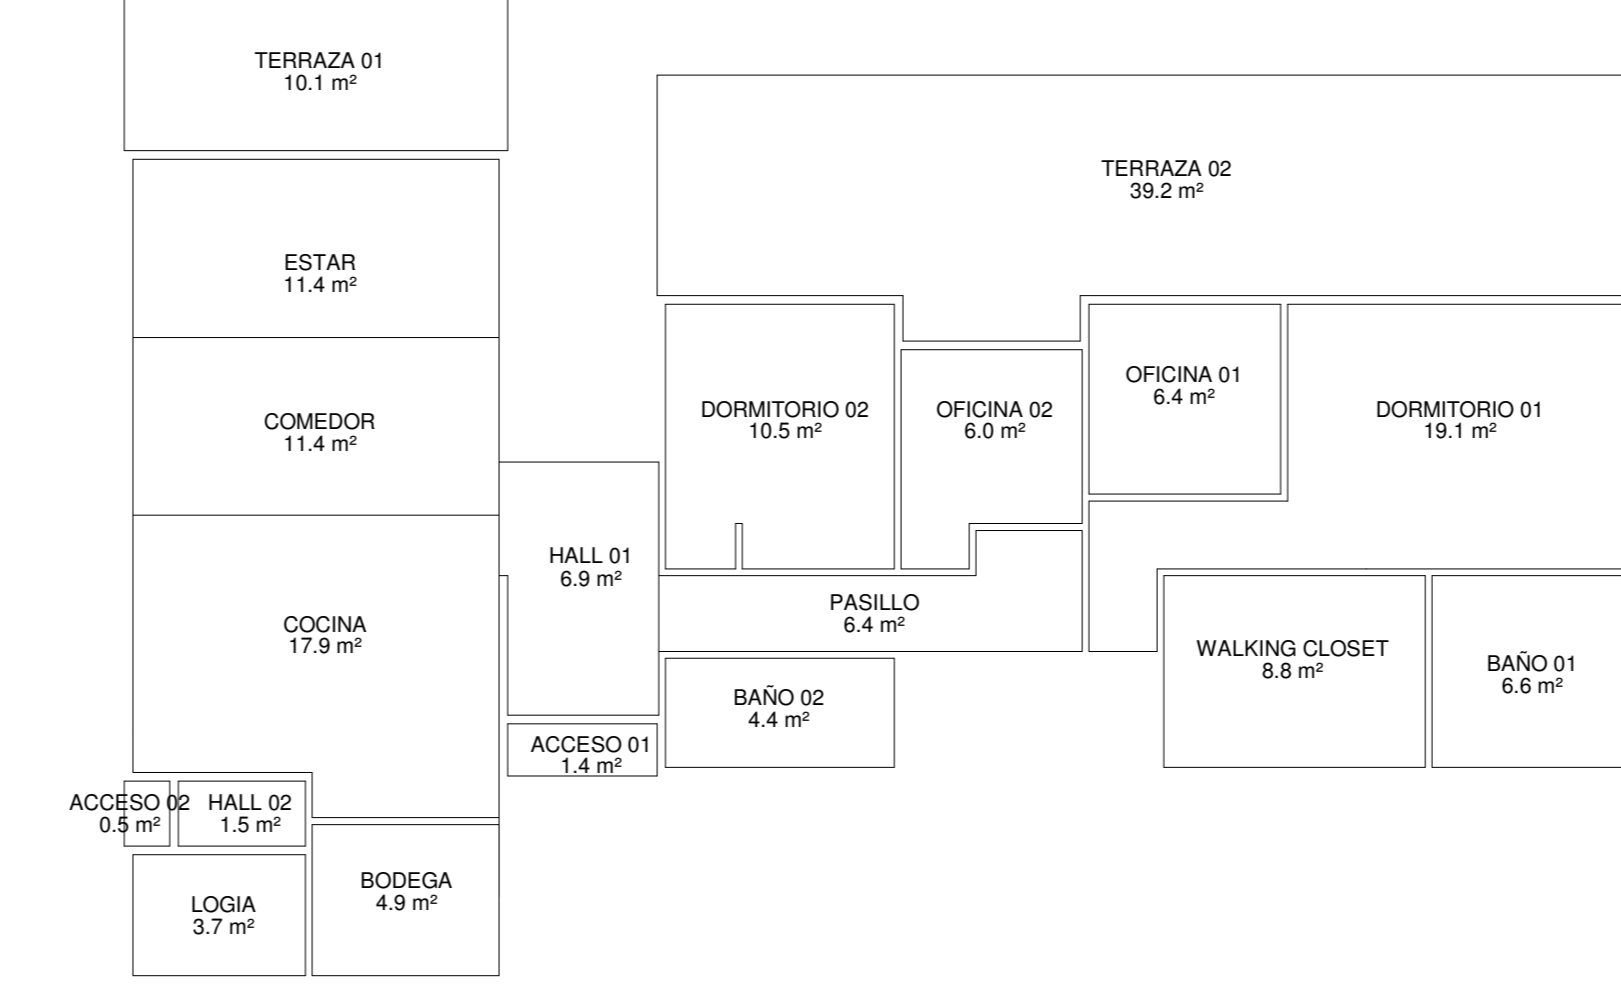 TERRAZA 01
10.1 m²
TERRAZA 02
39.2 m²
ESTAR
11.4 m²
OFICINA 01
6.4 m²
DORMITORIO 02
10.5 m²
OFICINA 02
6.0 m²
DORMITORIO 01
19.1 m²
COMEDOR
11.4 m²
HALL 01
6.9 m²
PASILLO
6.4 m²
COCINA
17.9 m²
WALKING CLOSET
8.8 m²
BAÑO 01
6.6 m²
BAÑO 02
4.4 m²
ACCESO 01
1.4 m²
ACCESO 02
0.5 m²
HALL 02
1.5 m²
BODEGA
4.9 m²
LOGIA
3.7 m²